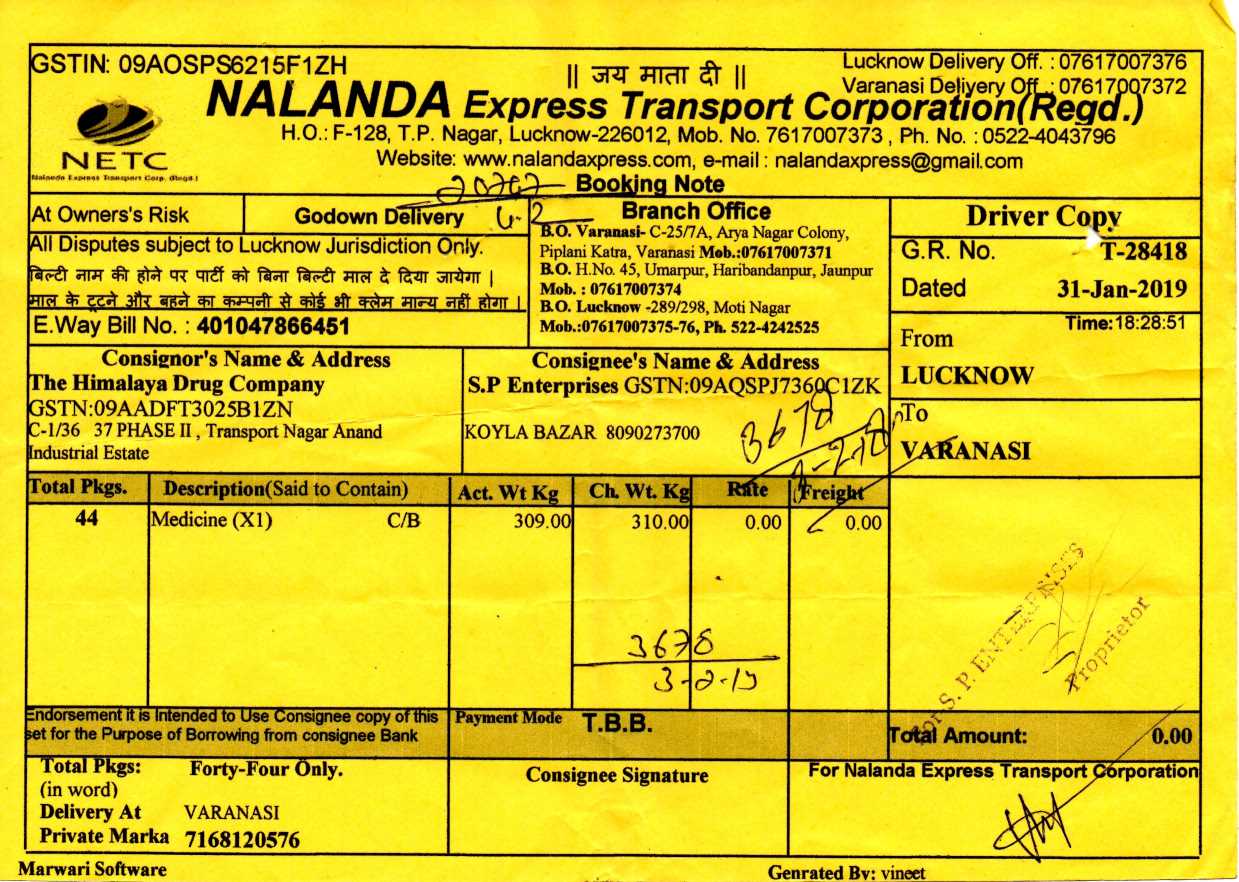 GSTIN: 09AOSPS6215F1ZH
|| जय माता दी ||
Lucknow Delivery Off. : 07617007376
Varanasi Delivery Off. : 07617007372
NALANDA Express Transport Corporation(Regd.)
H.O.: F-128, T.P. Nagar, Lucknow-226012, Mob. No. 7617007373 , Ph. No. : 0522-4043796
Website: www.nalandaxpress.com, e-mail : nalandaxpress@gmail.com
NETC
Nalanda Express Transport Corp. (Regd.)
Booking Note
At Owners's Risk
Godown Delivery
All Disputes subject to Lucknow Jurisdiction Only.
बिल्टी नाम की होने पर पार्टी को बिना बिल्टी माल दे दिया जायेगा |
माल के टूटने और बहने का कम्पनी से कोई भी क्लेम मान्य नहीं होगा |
E.Way Bill No. : 401047866451
Branch Office
B.O. Varanasi- C-25/7A, Arya Nagar Colony,
Piplani Katra, Varanasi Mob.:07617007371
B.O. H.No. 45, Umarpur, Haribandanpur, Jaunpur
Mob. : 07617007374
B.O. Lucknow -289/298, Moti Nagar
Mob.:07617007375-76, Ph. 522-4242525
Driver Copy
G.R. No. T-28418
Dated 31-Jan-2019
Time:18:28:51
From
LUCKNOW
To
VARANASI
Consignor's Name & Address
The Himalaya Drug Company
GSTN:09AADFT3025B1ZN
C-1/36 37 PHASE II , Transport Nagar Anand
Industrial Estate
Consignee's Name & Address
S.P Enterprises GSTN:09AQSPJ7360C1ZK
KOYLA BAZAR 8090273700
3678
Total Pkgs. Description(Said to Contain) Act. Wt Kg Ch. Wt. Kg Rate Freight
44 Medicine (X1) C/B 309.00 310.00 0.00 0.00
3678
3-2-19
For S. P. ENTERPRISES
Proprietor
Endorsement it is Intended to Use Consignee copy of this
set for the Purpose of Borrowing from consignee Bank
Payment Mode T.B.B.
Total Amount: 0.00
Total Pkgs: Forty-Four Only.
(in word)
Delivery At VARANASI
Private Marka 7168120576
Consignee Signature
For Nalanda Express Transport Corporation
Marwari Software
Genrated By: vineet